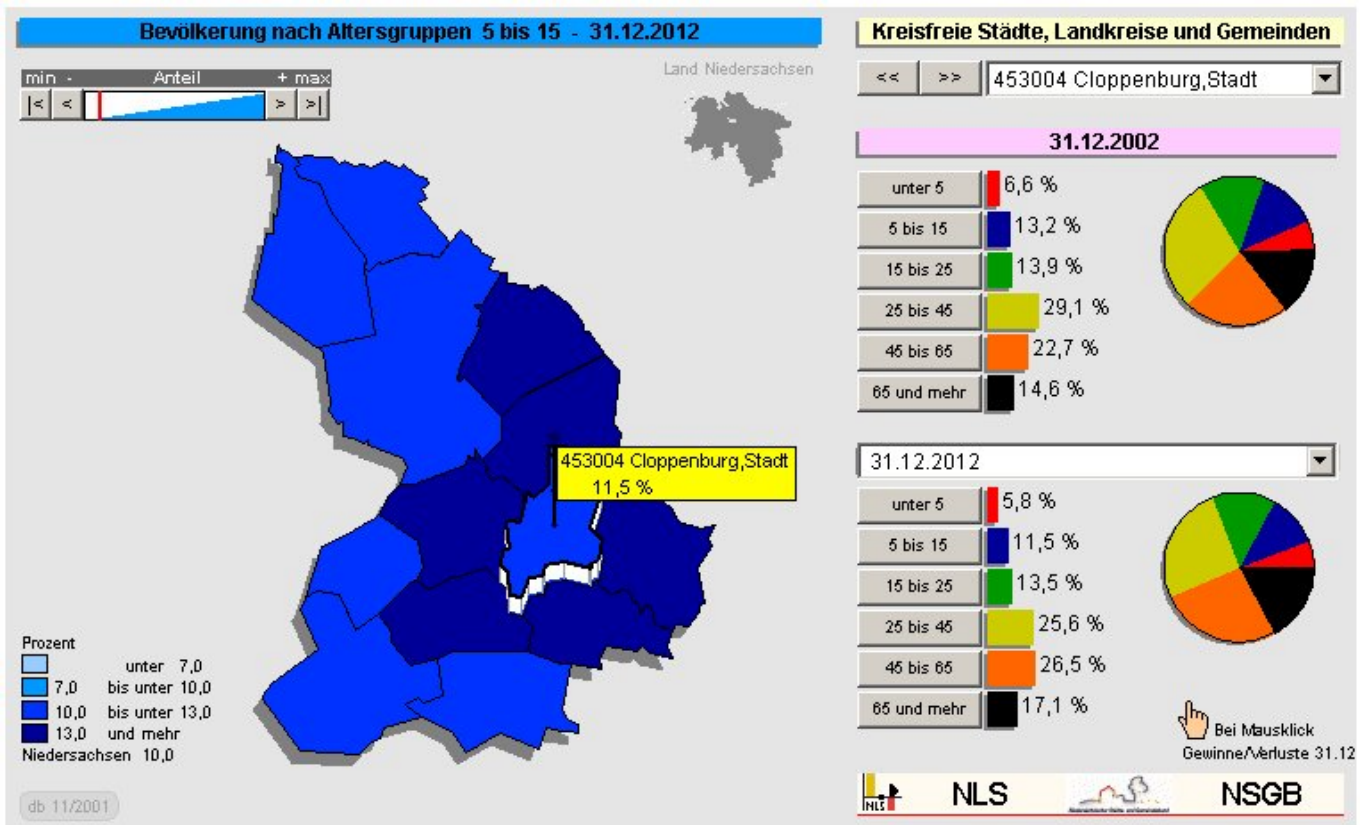 Bevölkerung nach Altersgruppen 5 bis 15 - 31.12.2012
min - Anteil + max
|< < > >|
Land Niedersachsen
453004 Cloppenburg,Stadt
11,5 %
Prozent
unter 7,0
7,0 bis unter 10,0
10,0 bis unter 13,0
13,0 und mehr
Niedersachsen 10,0
db 11/2001
Kreisfreie Städte, Landkreise und Gemeinden
<< >> 453004 Cloppenburg,Stadt
31.12.2002
unter 5 6,6 %
5 bis 15 13,2 %
15 bis 25 13,9 %
25 bis 45 29,1 %
45 bis 65 22,7 %
65 und mehr 14,6 %
31.12.2012
unter 5 5,8 %
5 bis 15 11,5 %
15 bis 25 13,5 %
25 bis 45 25,6 %
45 bis 65 26,5 %
65 und mehr 17,1 %
Bei Mausklick
Gewinne/Verluste 31.12
NLS NLS NSGB